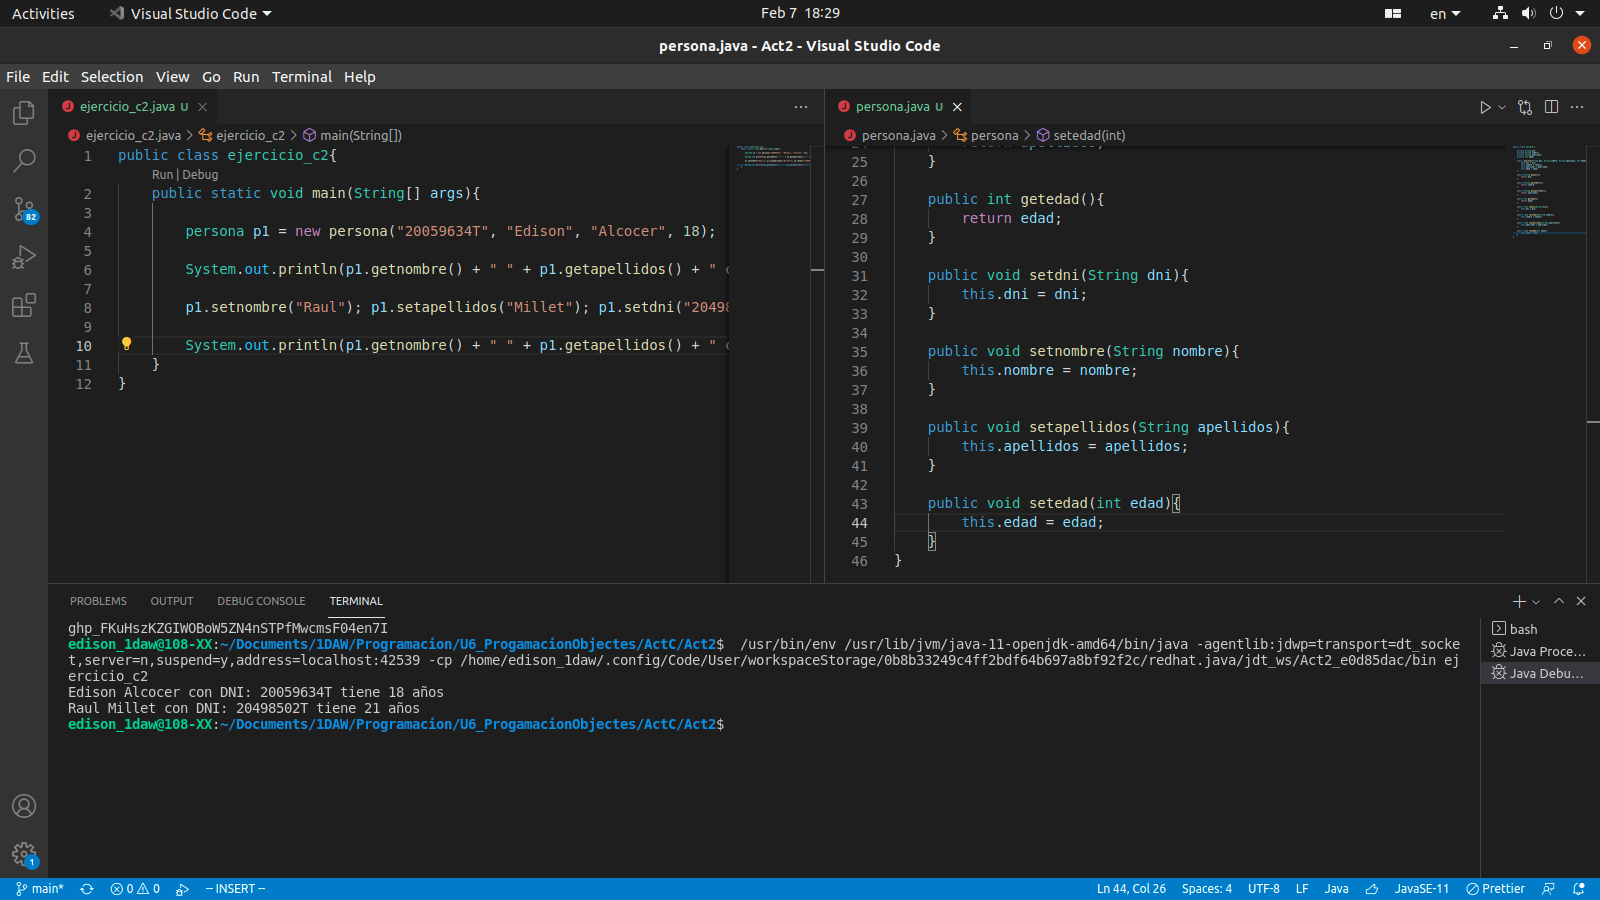 Activities
Visual Studio Code
Feb 7 18:29
en
persona.java - Act2 - Visual Studio Code
File Edit Selection View Go Run Terminal Help
ejercicio_c2.java U
ejercicio_c2.java > ejercicio_c2 > main(String[])
1 public class ejercicio_c2{
Run | Debug
2 public static void main(String[] args){
3
4 persona p1 = new persona("20059634T", "Edison", "Alcocer", 18);
5
6 System.out.println(p1.getnombre() + " " + p1.getapellidos() + "
7
8 p1.setnombre("Raul"); p1.setapellidos("Millet"); p1.setdni("20498
9
10 System.out.println(p1.getnombre() + " " + p1.getapellidos() + "
11 }
12 }
persona.java U
persona.java > persona > setedad(int)
25 }
26
27 public int getedad(){
28 return edad;
29 }
30
31 public void setdni(String dni){
32 this.dni = dni;
33 }
34
35 public void setnombre(String nombre){
36 this.nombre = nombre;
37 }
38
39 public void setapellidos(String apellidos){
40 this.apellidos = apellidos;
41 }
42
43 public void setedad(int edad){
44 this.edad = edad;
45 }
46 }
PROBLEMS OUTPUT DEBUG CONSOLE TERMINAL
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
edison_1daw@108-XX:~/Documents/1DAW/Programacion/U6_ProgamacionObjectes/ActC/Act2$ /usr/bin/env /usr/lib/jvm/java-11-openjdk-amd64/bin/java -agentlib:jdwp=transport=dt_socke
t,server=n,suspend=y,address=localhost:42539 -cp /home/edison_1daw/.config/Code/User/workspaceStorage/0b8b33249c4ff2bdf64b697a8bf92f2c/redhat.java/jdt_ws/Act2_e0d85dac/bin ej
ercicio_c2
Edison Alcocer con DNI: 20059634T tiene 18 años
Raul Millet con DNI: 20498502T tiene 21 años
edison_1daw@108-XX:~/Documents/1DAW/Programacion/U6_ProgamacionObjectes/ActC/Act2$
bash
Java Proce...
Java Debu...
82
1
main* 0 0 -- INSERT --
Ln 44, Col 26 Spaces: 4 UTF-8 LF Java JavaSE-11 Prettier